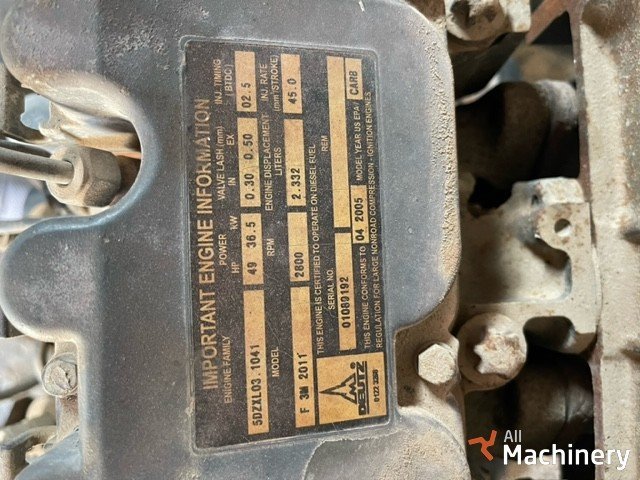 IMPORTANT ENGINE INFORMATION
ENGINE FAMILY
POWER
HP KW
VALVE LASH (mm)
IN EX
INJ. TIMING
( BTDC)
5DZXL03 1041
49 36.5
0.30 0.50
02.5
MODEL
RPM
ENGINE DISPLACEMENT
LITERS
INJ. RATE
(mm³/STROKE)
F 3M 2011
2800
2.332
45.0
THIS ENGINE IS CERTIFIED TO OPERATE ON DIESEL FUEL
SERIAL NO.
REM
01089192
DEUTZ
THIS ENGINE CONFORMS TO 04 2005 MODEL YEAR US EPA/ CARB
REGULATION FOR LARGE NONROAD COMPRESSION - IGNITION ENGINES
All
Machinery